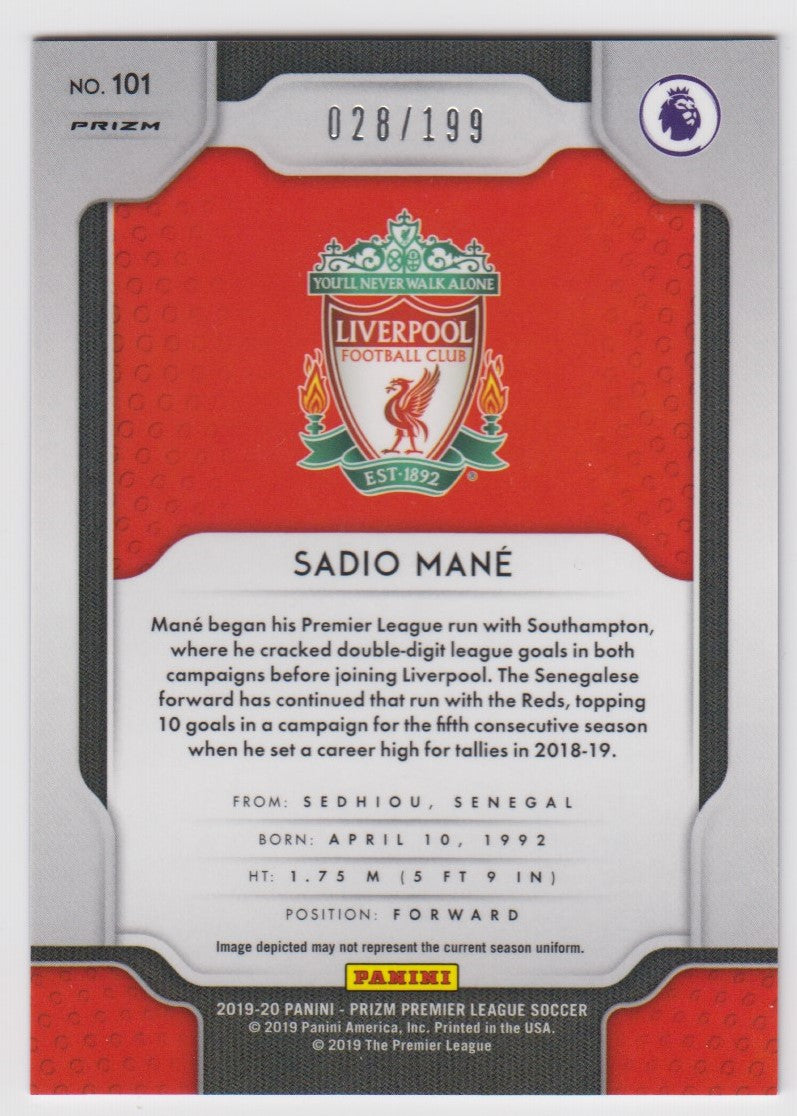 NO. 101
PRIZM
028/199
YOU'LL NEVER WALK ALONE
LIVERPOOL
FOOTBALL CLUB
EST·1892
®
SADIO MANÉ
Mané began his Premier League run with Southampton,
where he cracked double-digit league goals in both
campaigns before joining Liverpool. The Senegalese
forward has continued that run with the Reds, topping
10 goals in a campaign for the fifth consecutive season
when he set a career high for tallies in 2018-19.
FROM: SEDHIOU, SENEGAL
BORN: APRIL 10, 1992
HT: 1.75 M (5 FT 9 IN)
POSITION: FORWARD
Image depicted may not represent the current season uniform.
PANINI
2019-20 PANINI - PRIZM PREMIER LEAGUE SOCCER
© 2019 Panini America, Inc. Printed in the USA.
© 2019 The Premier League